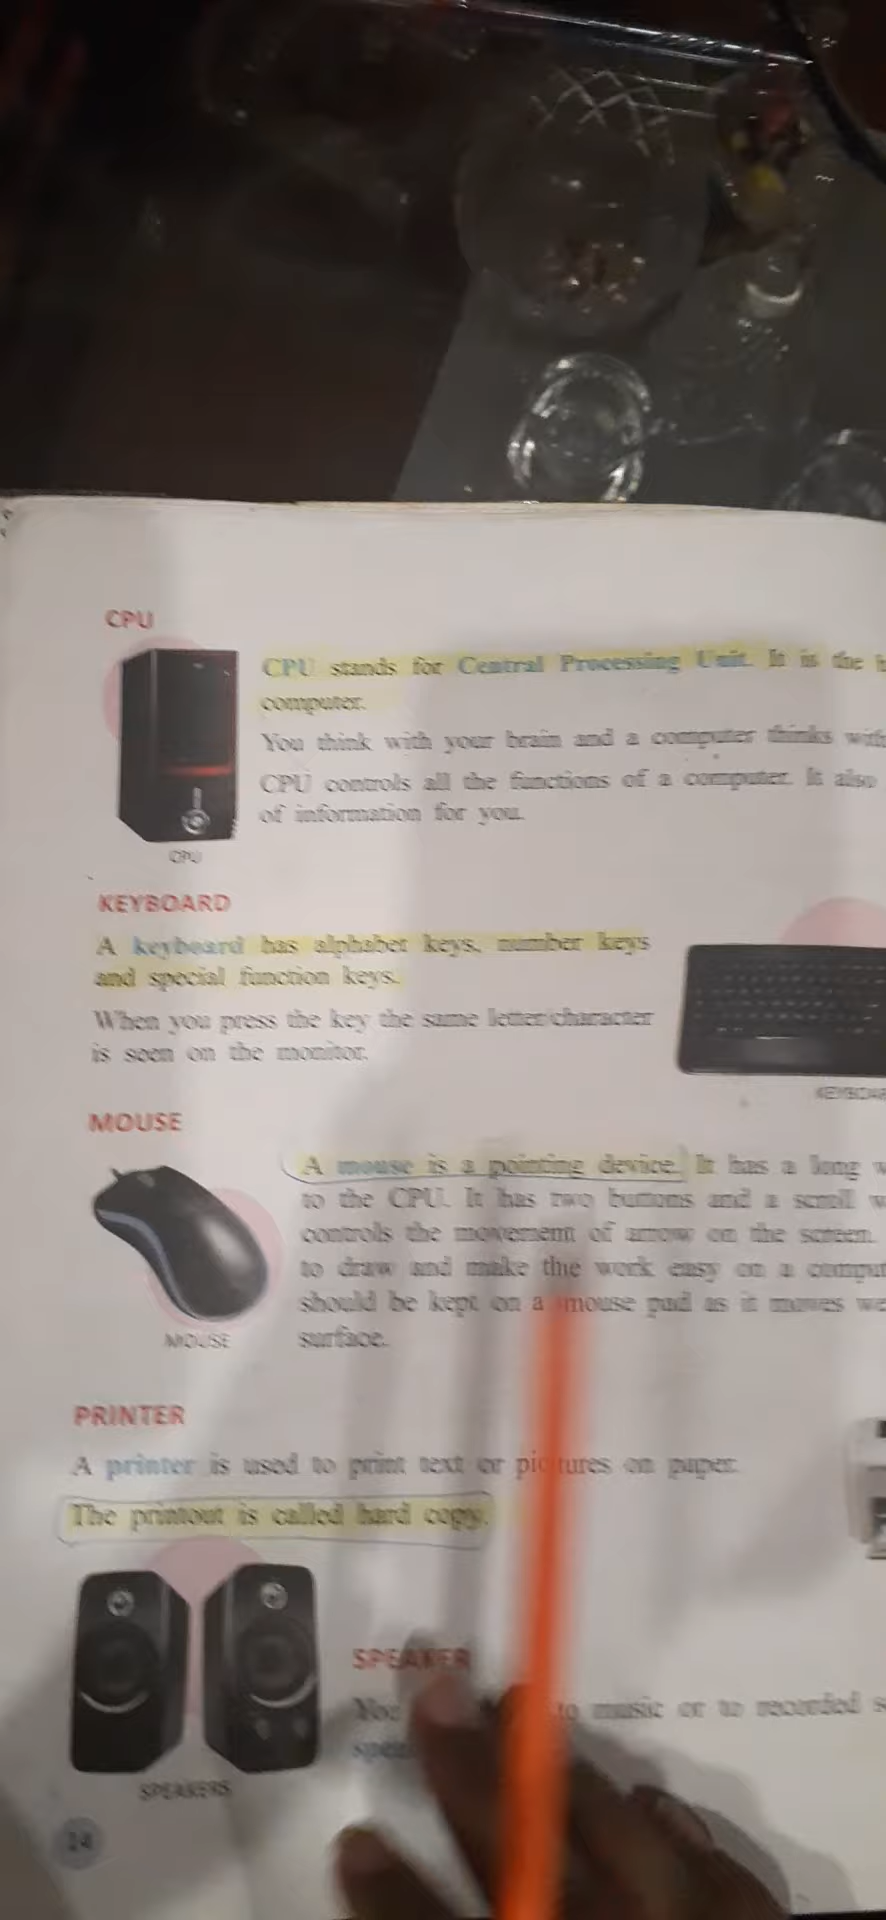 CPU
CPU stands for Central Processing Unit. It is the
computer.
You think with your brain and a computer thinks with
CPU controls all the functions of a computer. It also
of information for you.
CPU
KEYBOARD
A keyboard has alphabet keys, number keys
and special function keys.
When you press the key the same letter/character
is seen on the monitor.
KEYBOAR
MOUSE
A mouse is a pointing device. It has a long
to the CPU. It has two buttons and a scroll
controls the movement of arrow on the screen.
to draw and make the work easy on a
should be kept on a mouse pad as it moves
surface.
MOUSE
PRINTER
A printer is used to print text or pictures on paper.
The printout is called hard copy.
SPEAKER
You to music or to recorded
SPEAKERS
14